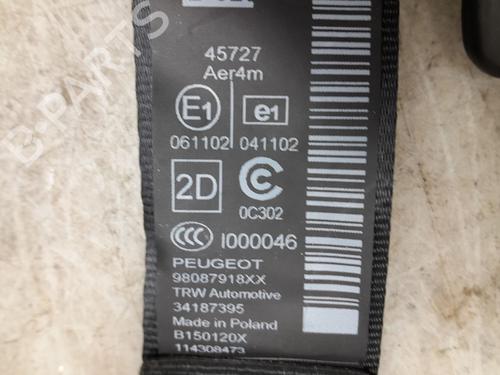 45727
Aer4m
E1 e1
061102 041102
2D C
0C302
CCC I000046
PEUGEOT
98087918XX
TRW Automotive
34187395
Made in Poland
B150120X
114308473
B-PARTS